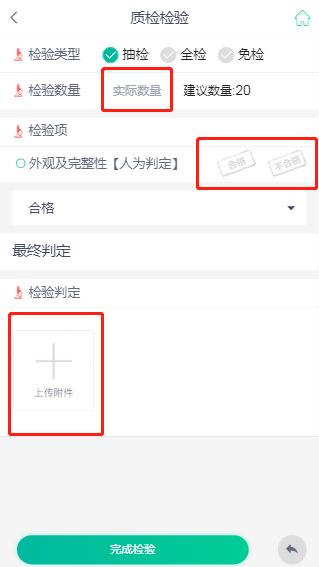 质检检验
检验类型 抽检 全检 免检
检验数量 实际数量 建议数量:20
检验项
外观及完整性【人为判定】 合格 不合格
合格
最终判定
检验判定
上传附件
完成检验